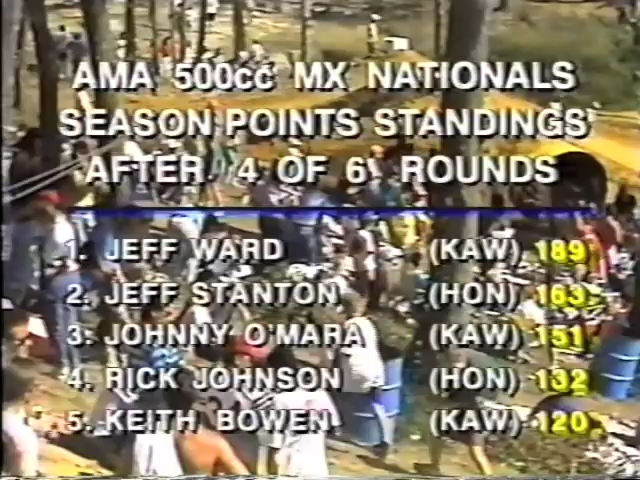 AMA 500cc MX NATIONALS
SEASON POINTS STANDINGS
AFTER 4 OF 6 ROUNDS
1. JEFF WARD (KAW) 189
2. JEFF STANTON (HON) 163
3. JOHNNY O'MARA (KAW) 151
4. RICK JOHNSON (HON) 132
5. KEITH BOWEN (KAW) 120